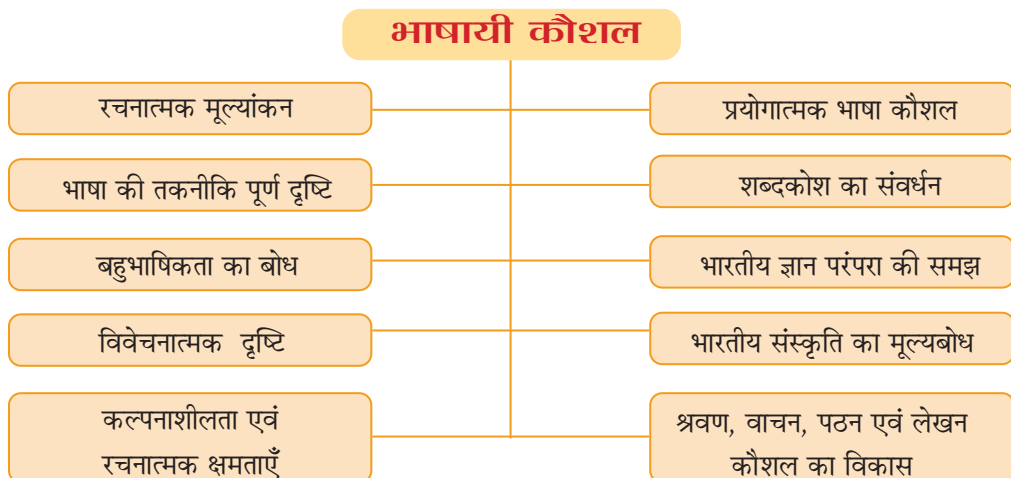 भाषायी कौशल
रचनात्मक मूल्यांकन
प्रयोगात्मक भाषा कौशल
भाषा की तकनीकि पूर्ण दृष्टि
शब्दकोश का संवर्धन
बहुभाषिकता का बोध
भारतीय ज्ञान परंपरा की समझ
विवेचनात्मक दृष्टि
भारतीय संस्कृति का मूल्यबोध
कल्पनाशीलता एवं
रचनात्मक क्षमताएँ
श्रवण, वाचन, पठन एवं लेखन
कौशल का विकास